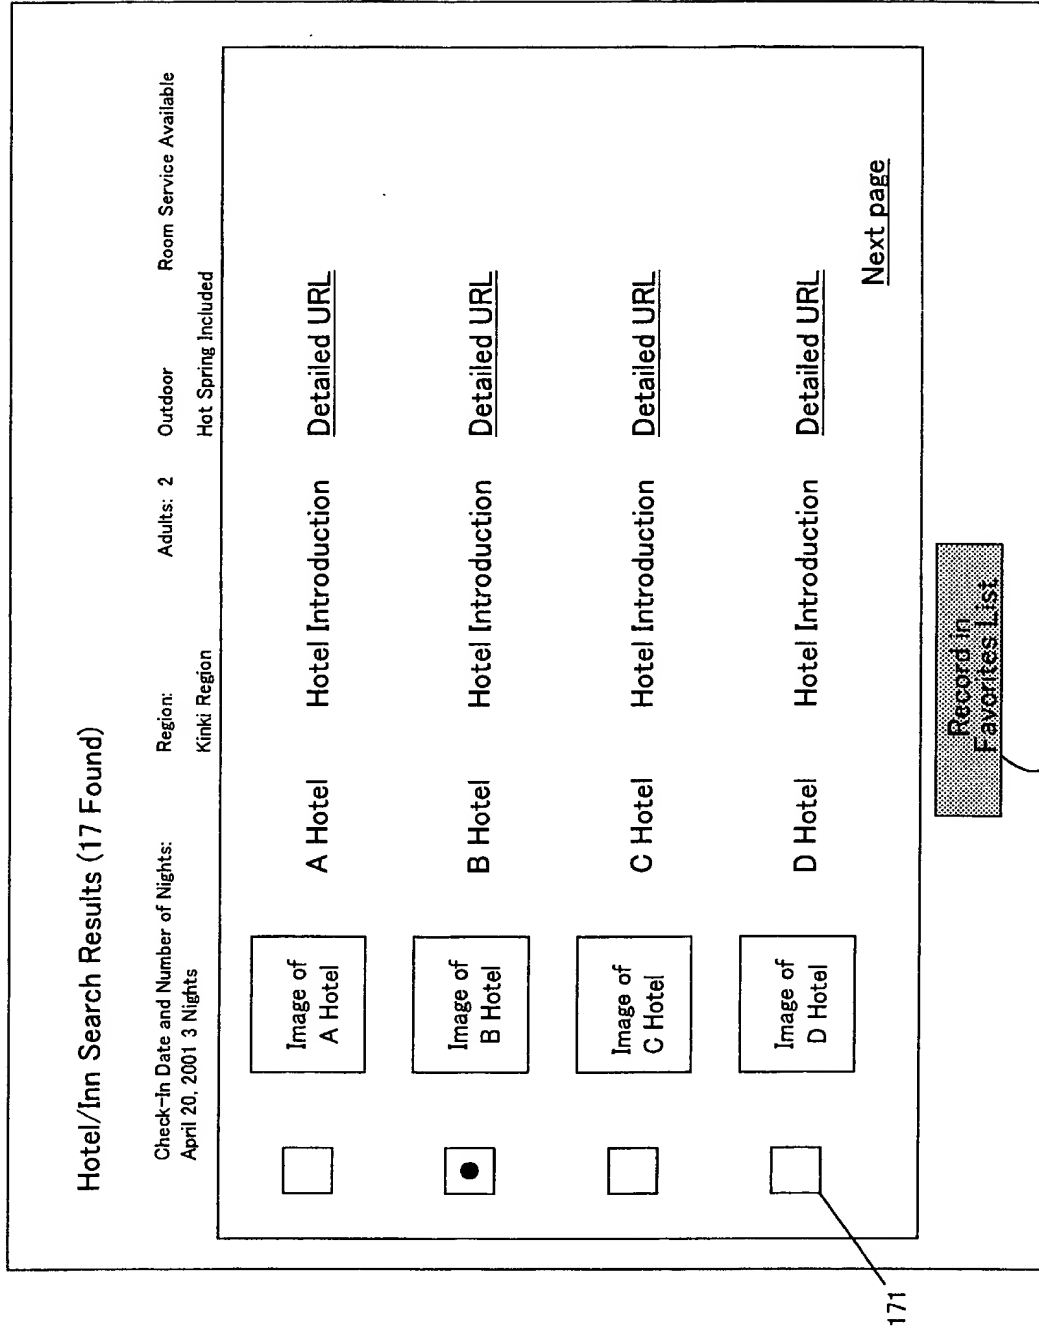 Hotel/Inn Search Results (17 Found)
Check-In Date and Number of Nights:
April 20, 2001 3 Nights
Region:
Kinki Region
Adults: 2
Outdoor
Hot Spring Included
Room Service Available
Image of
A Hotel
A Hotel
Hotel Introduction
Detailed URL
Image of
B Hotel
B Hotel
Hotel Introduction
Detailed URL
Image of
C Hotel
C Hotel
Hotel Introduction
Detailed URL
Image of
D Hotel
D Hotel
Hotel Introduction
Detailed URL
Next page
171
Record in
Favorites List